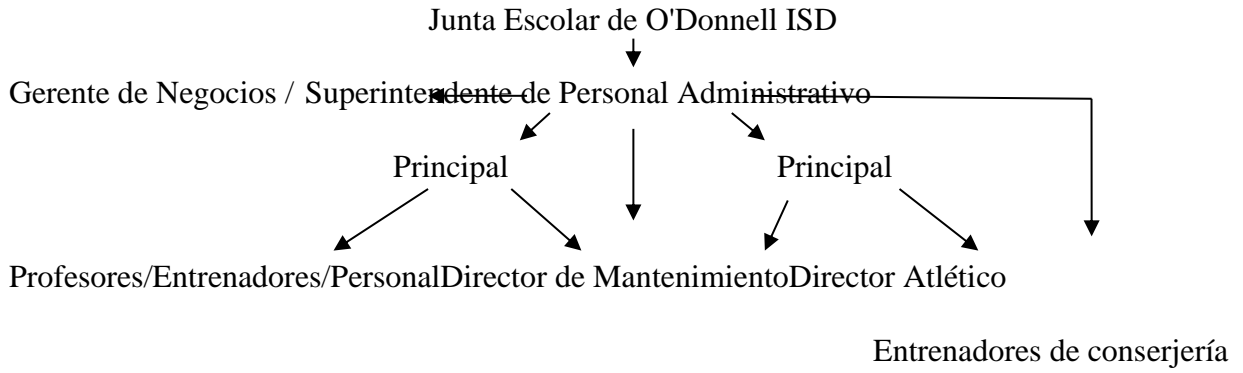 Junta Escolar de O'Donnell ISD
Gerente de Negocios / Superintendente de Personal Administrativo
Principal Principal
Profesores/Entrenadores/PersonalDirector de MantenimientoDirector Atlético
Entrenadores de conserjería